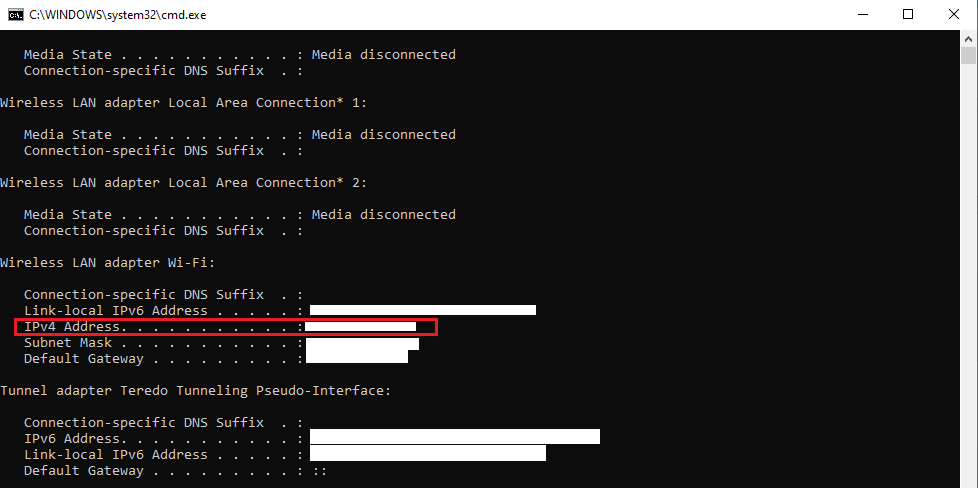 C:\WINDOWS\system32\cmd.exe
Media State . . . . . . . . . . . : Media disconnected
Connection-specific DNS Suffix  . :
Wireless LAN adapter Local Area Connection* 1:
Media State . . . . . . . . . . . : Media disconnected
Connection-specific DNS Suffix  . :
Wireless LAN adapter Local Area Connection* 2:
Media State . . . . . . . . . . . : Media disconnected
Connection-specific DNS Suffix  . :
Wireless LAN adapter Wi-Fi:
Connection-specific DNS Suffix  . :
Link-local IPv6 Address . . . . . :
IPv4 Address. . . . . . . . . . . :
Subnet Mask . . . . . . . . . . . :
Default Gateway . . . . . . . . . :
Tunnel adapter Teredo Tunneling Pseudo-Interface:
Connection-specific DNS Suffix  . :
IPv6 Address. . . . . . . . . . . :
Link-local IPv6 Address . . . . . :
Default Gateway . . . . . . . . . : ::